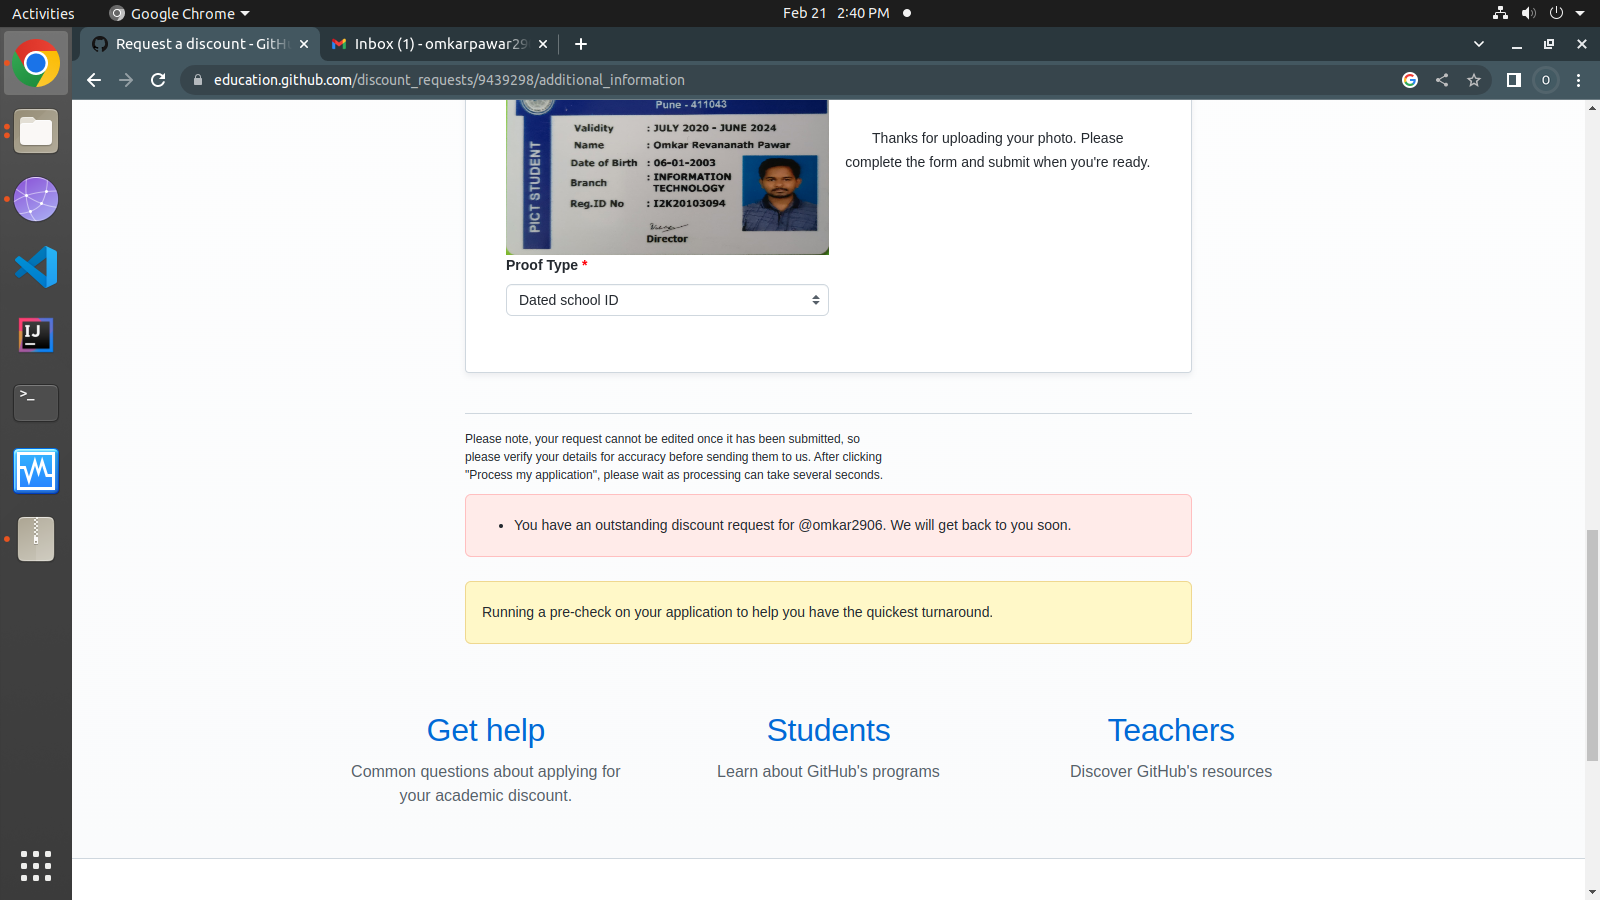 Activities
Google Chrome
Feb 21 2:40 PM
Request a discount - GitH
Inbox (1) - omkarpawar29
education.github.com/discount_requests/9439298/additional_information
O
Pune - 411043
PICT STUDENT
Validity : JULY 2020 - JUNE 2024
Name : Omkar Revananath Pawar
Date of Birth : 06-01-2003
Branch : INFORMATION
TECHNOLOGY
Reg.ID No : I2K20103094
Director
Thanks for uploading your photo. Please
complete the form and submit when you're ready.
Proof Type *
Dated school ID
Please note, your request cannot be edited once it has been submitted, so
please verify your details for accuracy before sending them to us. After clicking
"Process my application", please wait as processing can take several seconds.
• You have an outstanding discount request for @omkar2906. We will get back to you soon.
Running a pre-check on your application to help you have the quickest turnaround.
Get help
Common questions about applying for
your academic discount.
Students
Learn about GitHub's programs
Teachers
Discover GitHub's resources
IJ
>_